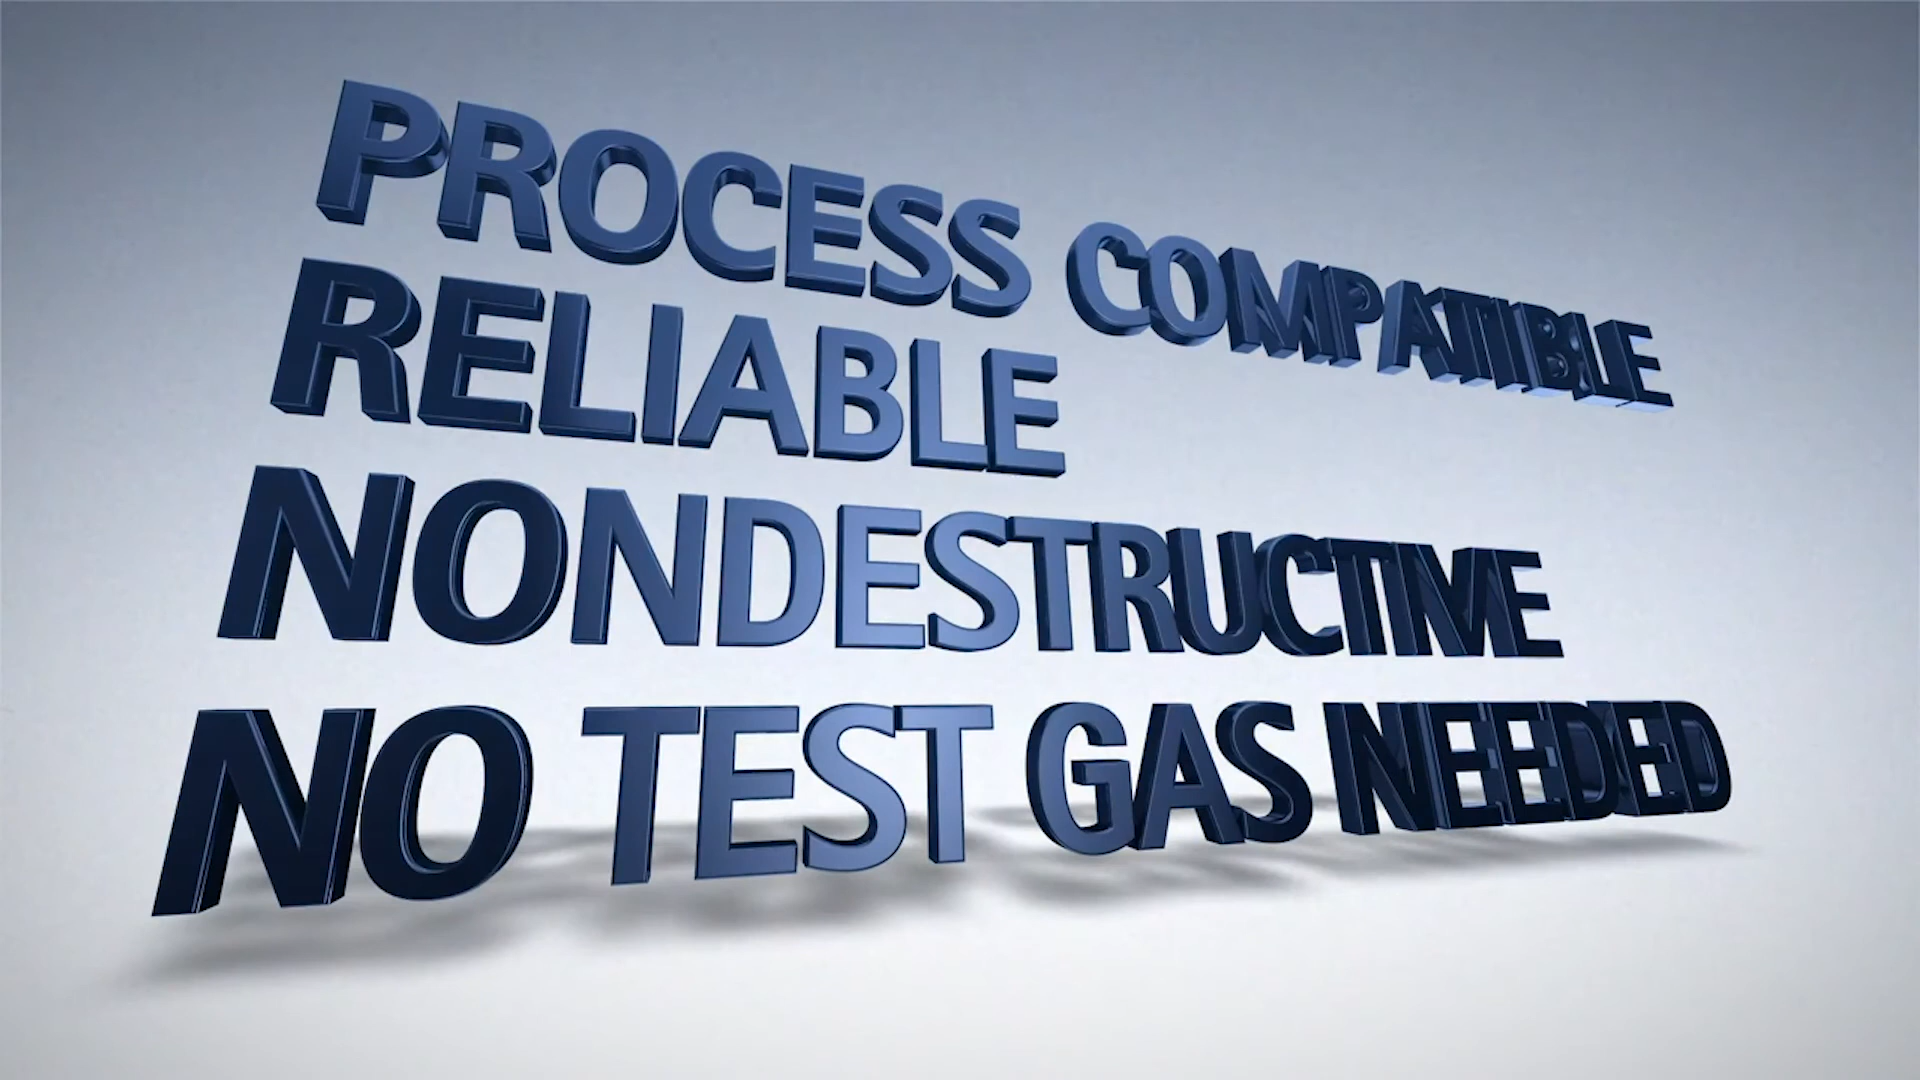 PROCESS COMPATIBLE
RELIABLE
NONDESTRUCTIVE
NO TEST GAS NEEDED